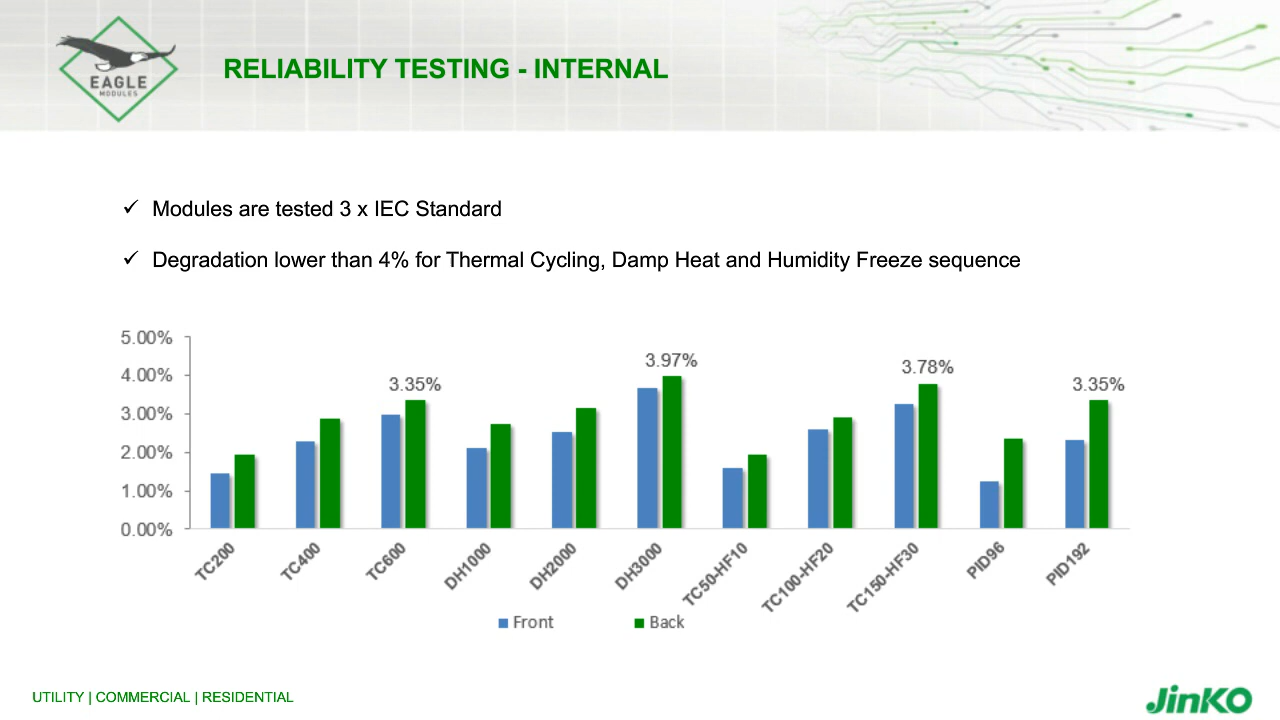 EAGLE
MODULES
RELIABILITY TESTING - INTERNAL
✓ Modules are tested 3 x IEC Standard
✓ Degradation lower than 4% for Thermal Cycling, Damp Heat and Humidity Freeze sequence
5.00%
4.00%
3.00%
2.00%
1.00%
0.00%
3.35%
3.97%
3.78%
3.35%
TC200
TC400
TC600
DH1000
DH2000
DH3000
TC50-HF10
TC100-HF20
TC150-HF30
PID96
PID192
Front
Back
UTILITY | COMMERCIAL | RESIDENTIAL
JinKO